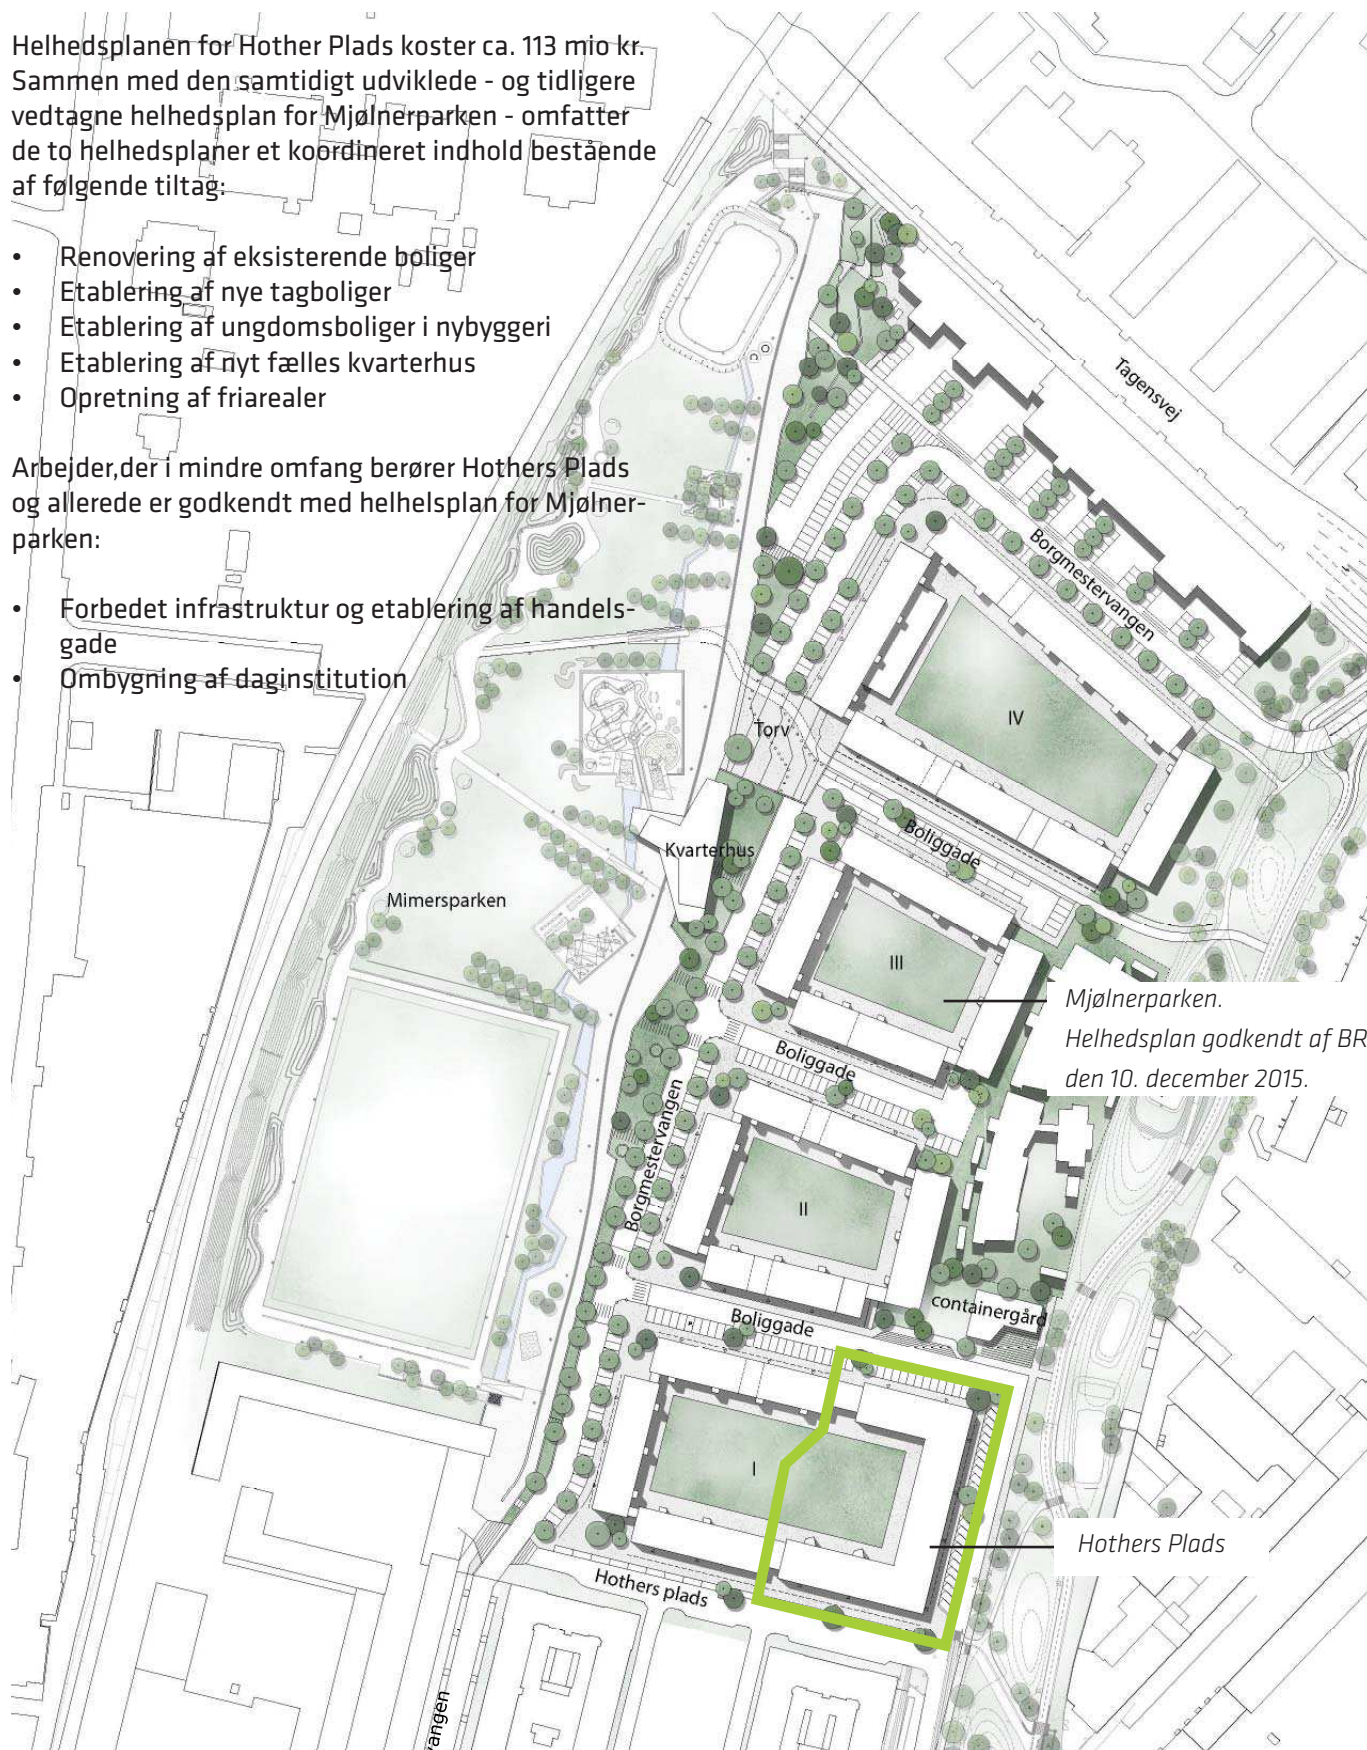 Helhedsplanen for Hother Plads koster ca. 113 mio kr.
Sammen med den samtidigt udviklede - og tidligere
vedtagne helhedsplan for Mjølnerparken - omfatter
de to helhedsplaner et koordineret indhold bestående
af følgende tiltag:
• Renovering af eksisterende boliger
• Etablering af nye tagboliger
• Etablering af ungdomsboliger i nybyggeri
• Etablering af nyt fælles kvarterhus
• Opretning af friarealer
Arbejder,der i mindre omfang berører Hothers Plads
og allerede er godkendt med helhelsplan for Mjølner-
parken:
• Forbedet infrastruktur og etablering af handels-
gade
• Ombygning af daginstitution
Tagensvej
Borgmestervangen
IV
Torv
Boliggade
Kvarterhus
Mimersparken
III
Mjølnerparken.
Helhedsplan godkendt af BR
den 10. december 2015.
Boliggade
Borgmestervangen
II
containergård
Boliggade
I
Hothers Plads
Hothers plads
vangen